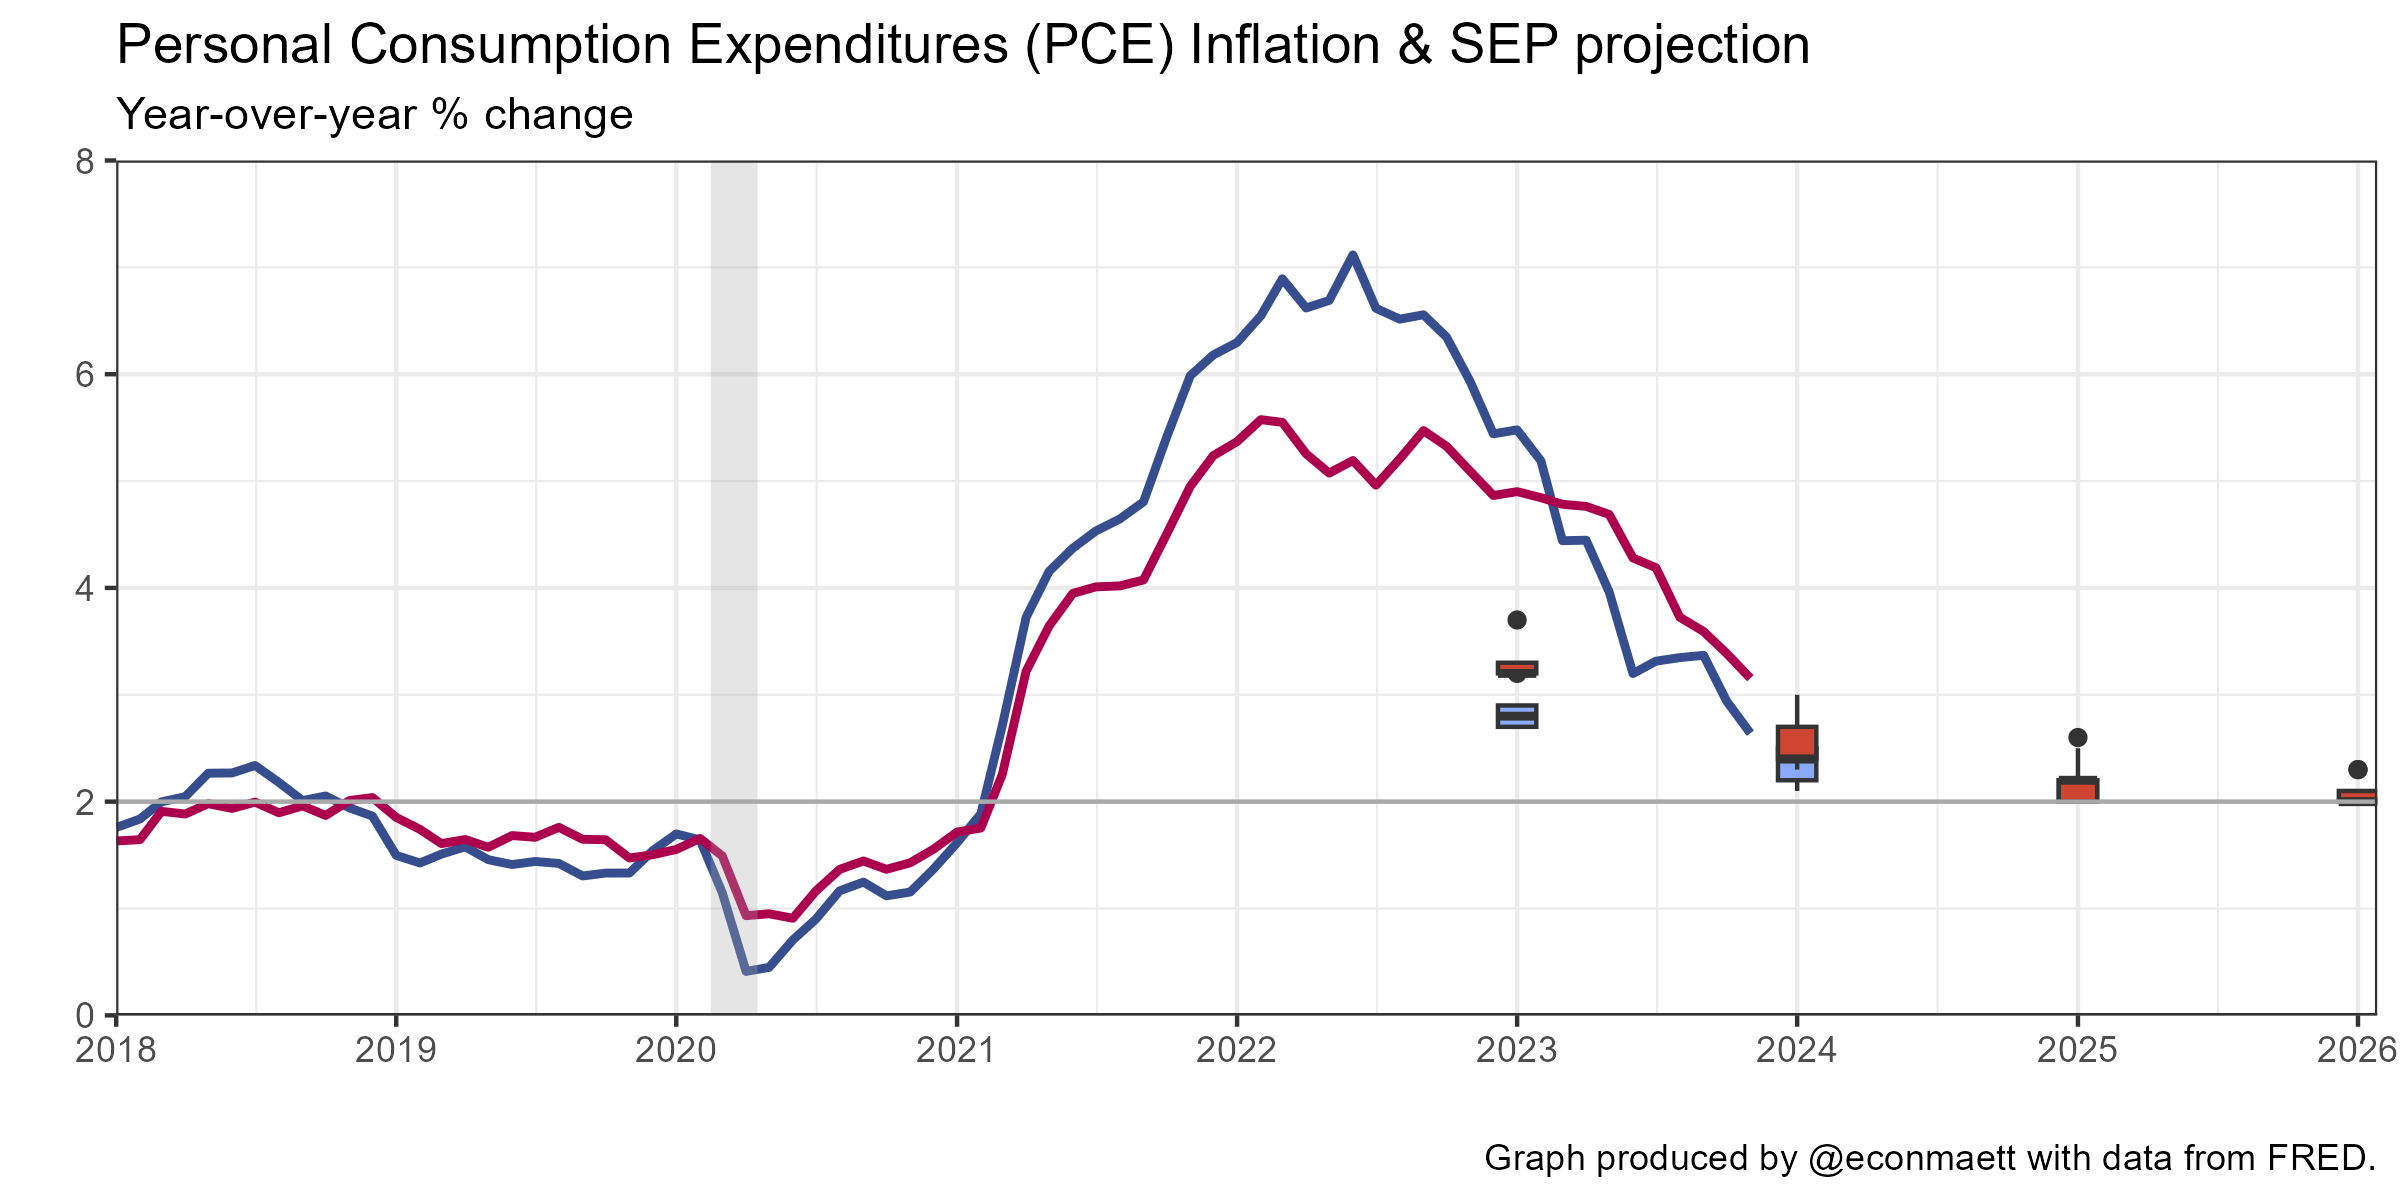 Personal Consumption Expenditures (PCE) Inflation & SEP projection
Year-over-year % change
8
6
4
2
0
2018 2019 2020 2021 2022 2023 2024 2025 2026
Graph produced by @econmaett with data from FRED.